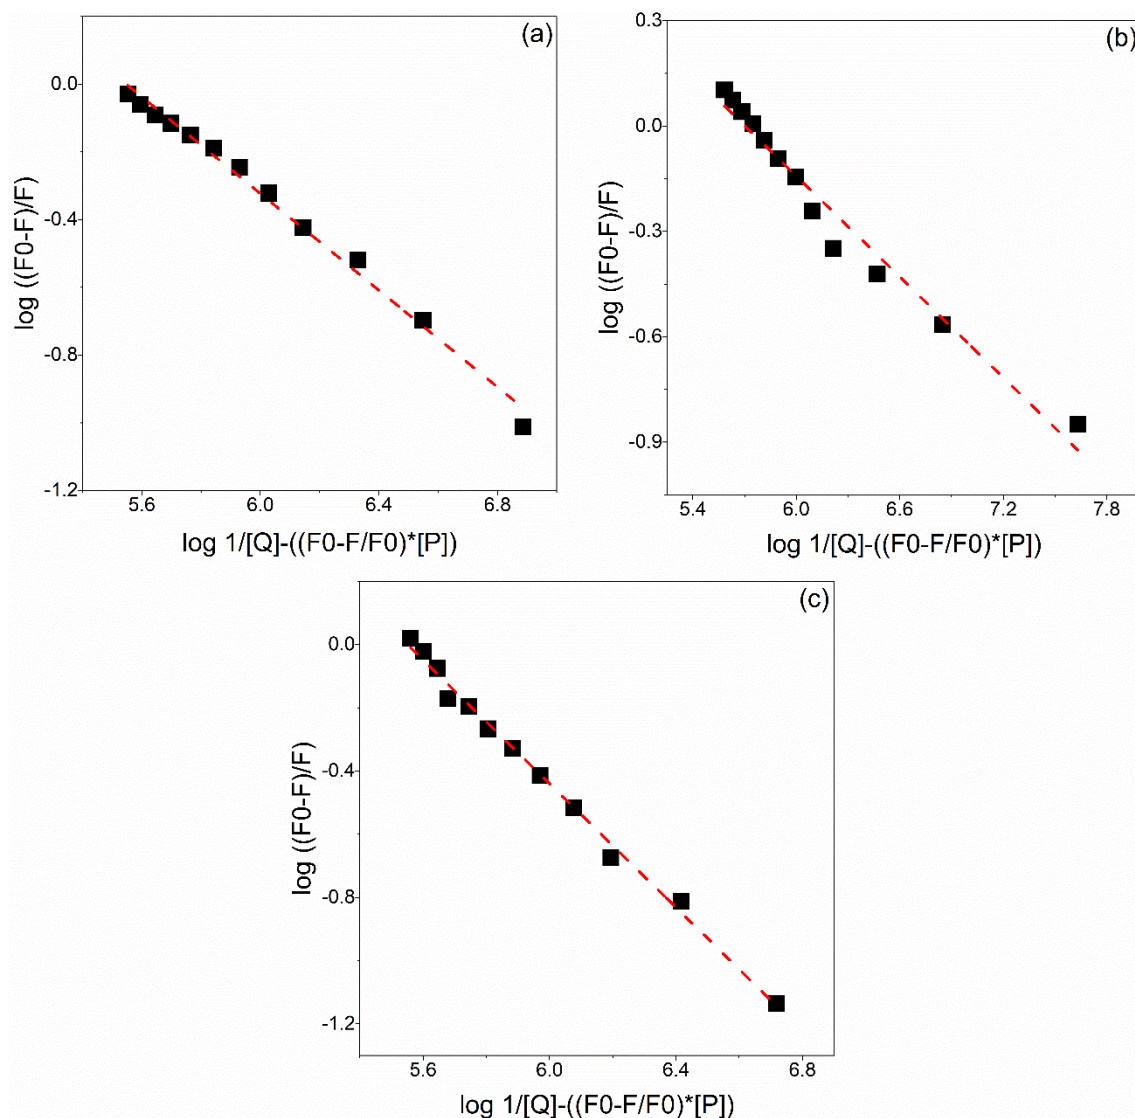 (a)
log ((F0-F)/F)
0.0
-0.4
-0.8
-1.2
5.6 6.0 6.4 6.8
log 1/[Q]-((F0-F/F0)*[P])
(b)
log ((F0-F)/F)
0.3
0.0
-0.3
-0.6
-0.9
5.4 6.0 6.6 7.2 7.8
log 1/[Q]-((F0-F/F0)*[P])
(c)
log ((F0-F)/F)
0.0
-0.4
-0.8
-1.2
5.6 6.0 6.4 6.8
log 1/[Q]-((F0-F/F0)*[P])